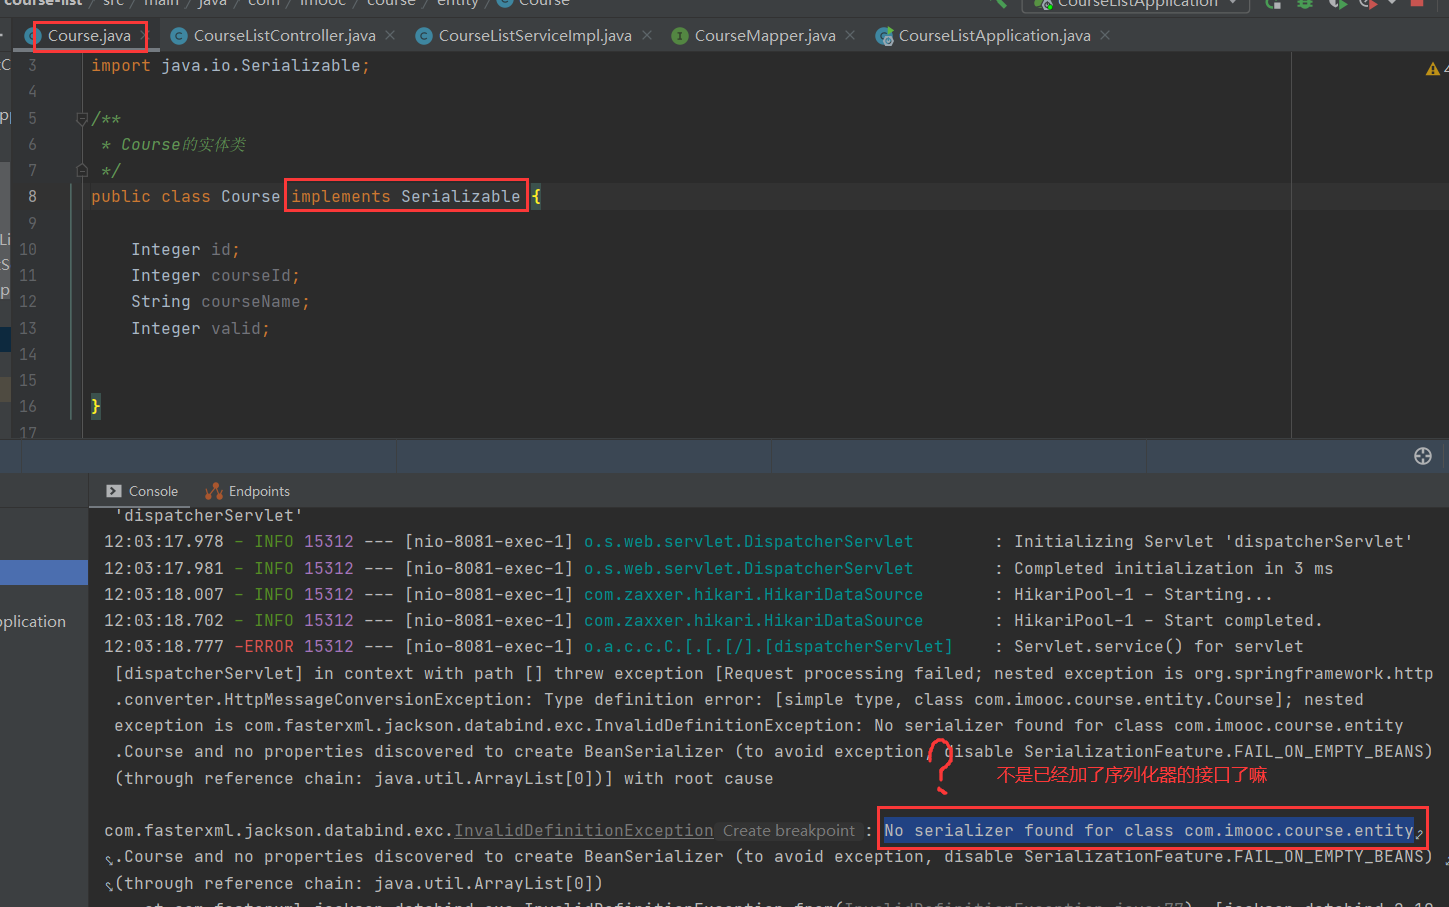 course-list / src / main / java / com / imooc / course / entity / Course CourseListApplication
Course.java CourseListController.java CourseListServiceImpl.java CourseMapper.java CourseListApplication.java
3 import java.io.Serializable;
4
5 /**
6 * Course的实体类
7 */
8 public class Course implements Serializable {
9
10 Integer id;
11 Integer courseId;
12 String courseName;
13 Integer valid;
14
15
16 }
17
Console Endpoints
'dispatcherServlet'
12:03:17.978 - INFO 15312 --- [nio-8081-exec-1] o.s.web.servlet.DispatcherServlet : Initializing Servlet 'dispatcherServlet'
12:03:17.981 - INFO 15312 --- [nio-8081-exec-1] o.s.web.servlet.DispatcherServlet : Completed initialization in 3 ms
12:03:18.007 - INFO 15312 --- [nio-8081-exec-1] com.zaxxer.hikari.HikariDataSource : HikariPool-1 - Starting...
12:03:18.702 - INFO 15312 --- [nio-8081-exec-1] com.zaxxer.hikari.HikariDataSource : HikariPool-1 - Start completed.
12:03:18.777 -ERROR 15312 --- [nio-8081-exec-1] o.a.c.c.C.[.[.[/].[dispatcherServlet] : Servlet.service() for servlet
[dispatcherServlet] in context with path [] threw exception [Request processing failed; nested exception is org.springframework.http
.converter.HttpMessageConversionException: Type definition error: [simple type, class com.imooc.course.entity.Course]; nested
exception is com.fasterxml.jackson.databind.exc.InvalidDefinitionException: No serializer found for class com.imooc.course.entity
.Course and no properties discovered to create BeanSerializer (to avoid exception, disable SerializationFeature.FAIL_ON_EMPTY_BEANS)
(through reference chain: java.util.ArrayList[0])] with root cause
? 不是已经加了序列化器的接口了嘛
com.fasterxml.jackson.databind.exc.InvalidDefinitionException Create breakpoint : No serializer found for class com.imooc.course.entity
.Course and no properties discovered to create BeanSerializer (to avoid exception, disable SerializationFeature.FAIL_ON_EMPTY_BEANS)
(through reference chain: java.util.ArrayList[0])
pplication